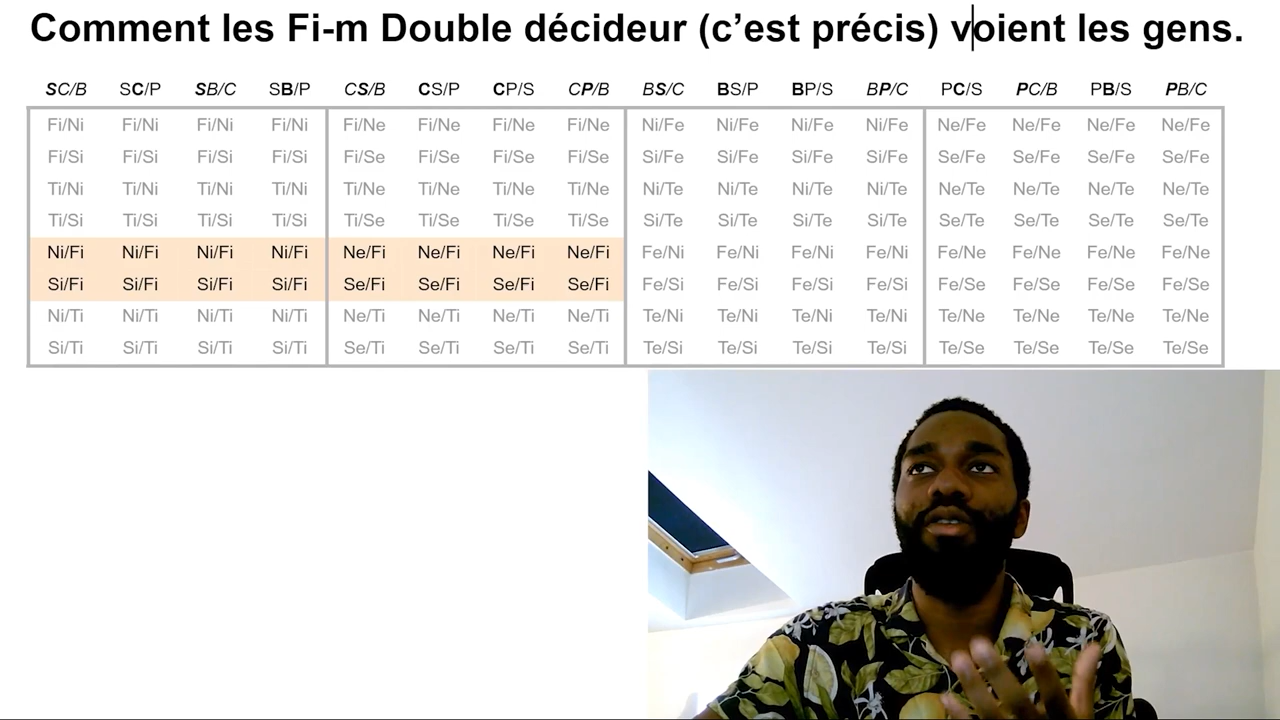 Comment les Fi-m Double décideur (c’est précis) voient les gens.
SC/B SC/P SB/C SB/P CS/B CS/P CP/S CP/B BS/C BS/P BP/S BP/C PC/S PC/B PB/S PB/C
Fi/Ni Fi/Ni Fi/Ni Fi/Ni Fi/Ne Fi/Ne Fi/Ne Fi/Ne Ni/Fe Ni/Fe Ni/Fe Ni/Fe Ne/Fe Ne/Fe Ne/Fe Ne/Fe
Fi/Si Fi/Si Fi/Si Fi/Si Fi/Se Fi/Se Fi/Se Fi/Se Si/Fe Si/Fe Si/Fe Si/Fe Se/Fe Se/Fe Se/Fe Se/Fe
Ti/Ni Ti/Ni Ti/Ni Ti/Ni Ti/Ne Ti/Ne Ti/Ne Ti/Ne Ni/Te Ni/Te Ni/Te Ni/Te Ne/Te Ne/Te Ne/Te Ne/Te
Ti/Si Ti/Si Ti/Si Ti/Si Ti/Se Ti/Se Ti/Se Ti/Se Si/Te Si/Te Si/Te Si/Te Se/Te Se/Te Se/Te Se/Te
Ni/Fi Ni/Fi Ni/Fi Ni/Fi Ne/Fi Ne/Fi Ne/Fi Ne/Fi Fe/Ni Fe/Ni Fe/Ni Fe/Ni Fe/Ne Fe/Ne Fe/Ne Fe/Ne
Si/Fi Si/Fi Si/Fi Si/Fi Se/Fi Se/Fi Se/Fi Se/Fi Fe/Si Fe/Si Fe/Si Fe/Si Fe/Se Fe/Se Fe/Se Fe/Se
Ni/Ti Ni/Ti Ni/Ti Ni/Ti Ne/Ti Ne/Ti Ne/Ti Ne/Ti Te/Ni Te/Ni Te/Ni Te/Ni Te/Ne Te/Ne Te/Ne Te/Ne
Si/Ti Si/Ti Si/Ti Si/Ti Se/Ti Se/Ti Se/Ti Se/Ti Te/Si Te/Si Te/Si Te/Si Te/Se Te/Se Te/Se Te/Se